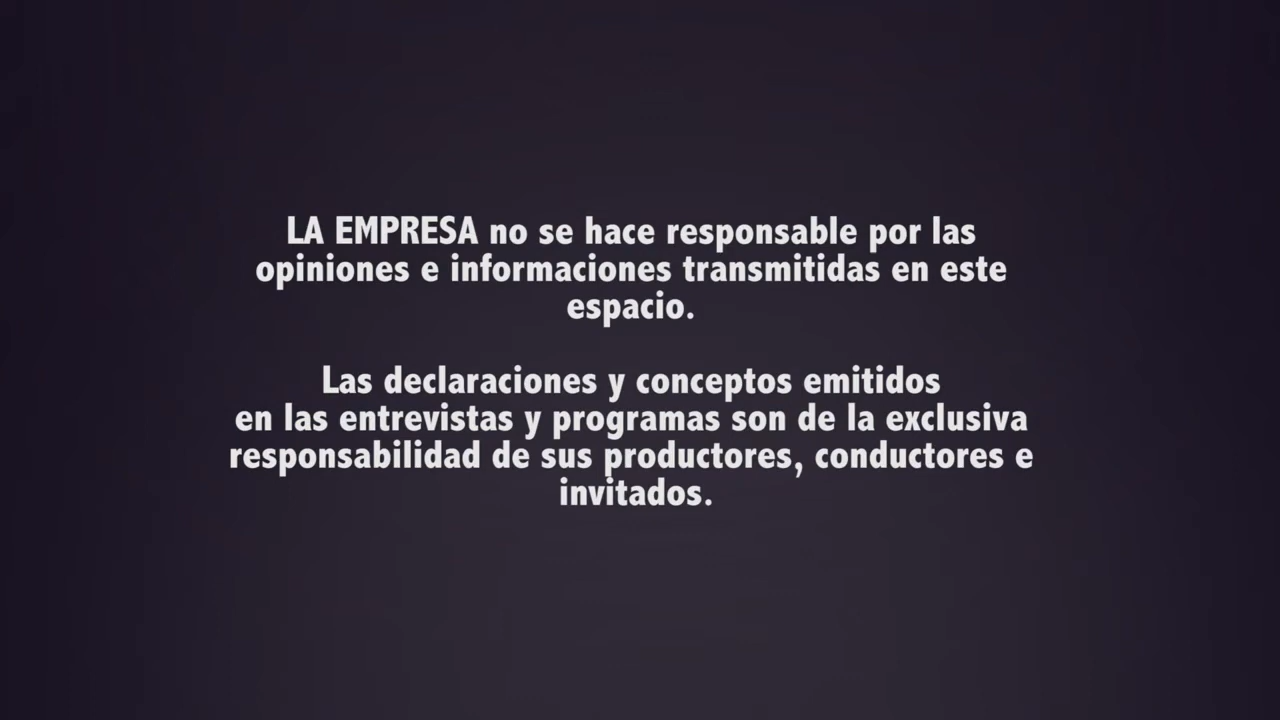 LA EMPRESA no se hace responsable por las
opiniones e informaciones transmitidas en este
espacio.
Las declaraciones y conceptos emitidos
en las entrevistas y programas son de la exclusiva
responsabilidad de sus productores, conductores e
invitados.